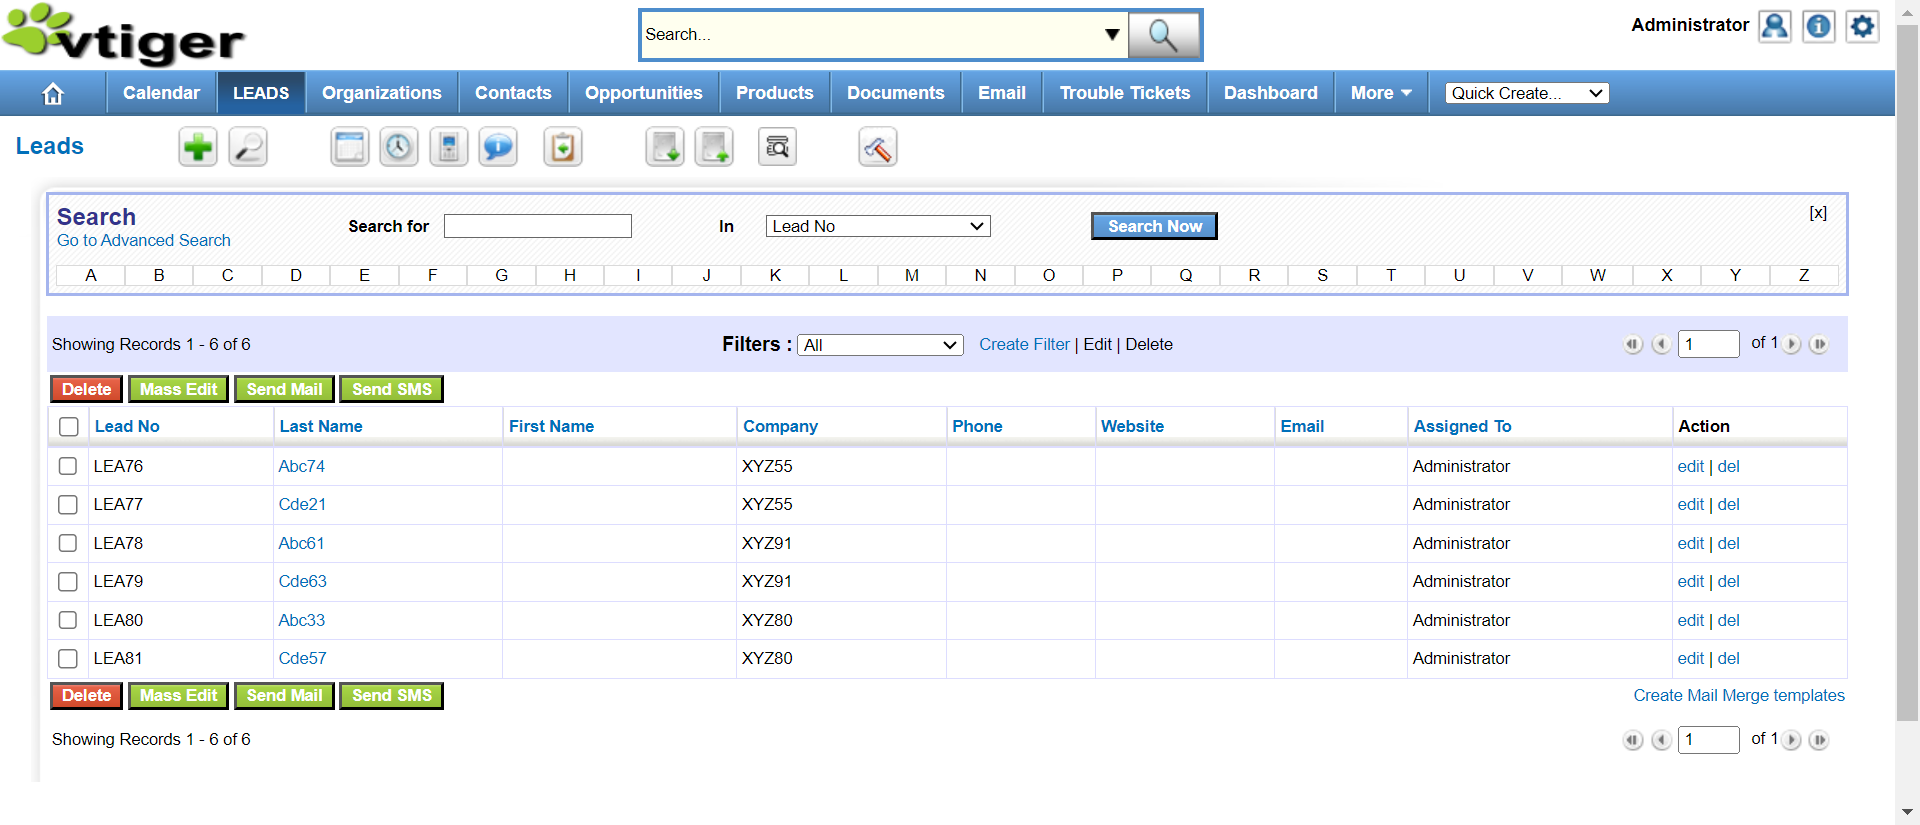 vtiger
Search...
Administrator
Calendar LEADS Organizations Contacts Opportunities Products Documents Email Trouble Tickets Dashboard More Quick Create...
Leads
Search
Go to Advanced Search
Search for In Lead No Search Now [x]
A B C D E F G H I J K L M N O P Q R S T U V W X Y Z
Showing Records 1 - 6 of 6 Filters : All Create Filter | Edit | Delete 1 of 1
Delete Mass Edit Send Mail Send SMS
Lead No Last Name First Name Company Phone Website Email Assigned To Action
LEA76 Abc74 XYZ55 Administrator edit | del
LEA77 Cde21 XYZ55 Administrator edit | del
LEA78 Abc61 XYZ91 Administrator edit | del
LEA79 Cde63 XYZ91 Administrator edit | del
LEA80 Abc33 XYZ80 Administrator edit | del
LEA81 Cde57 XYZ80 Administrator edit | del
Delete Mass Edit Send Mail Send SMS Create Mail Merge templates
Showing Records 1 - 6 of 6 1 of 1